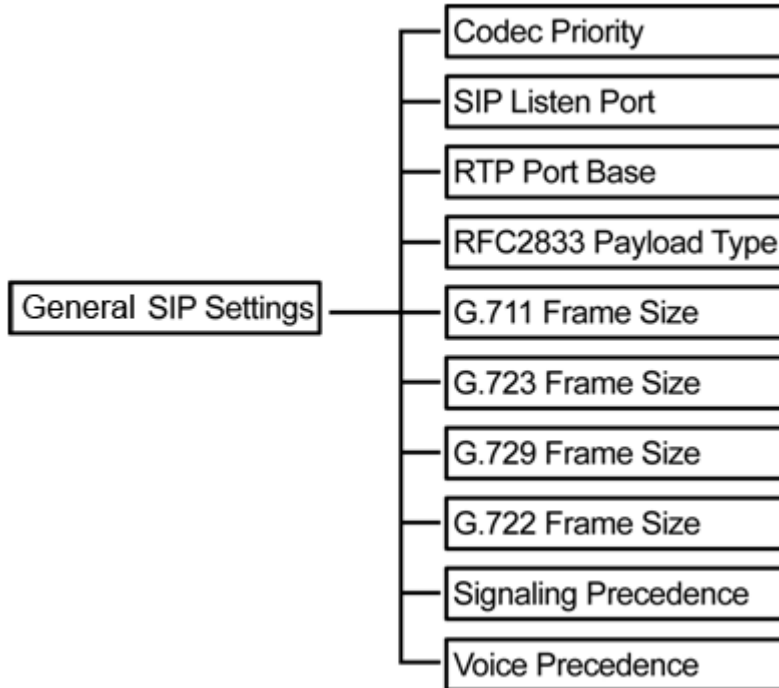 Codec Priority
SIP Listen Port
RTP Port Base
RFC2833 Payload Type
General SIP Settings
G.711 Frame Size
G.723 Frame Size
G.729 Frame Size
G.722 Frame Size
Signaling Precedence
Voice Precedence